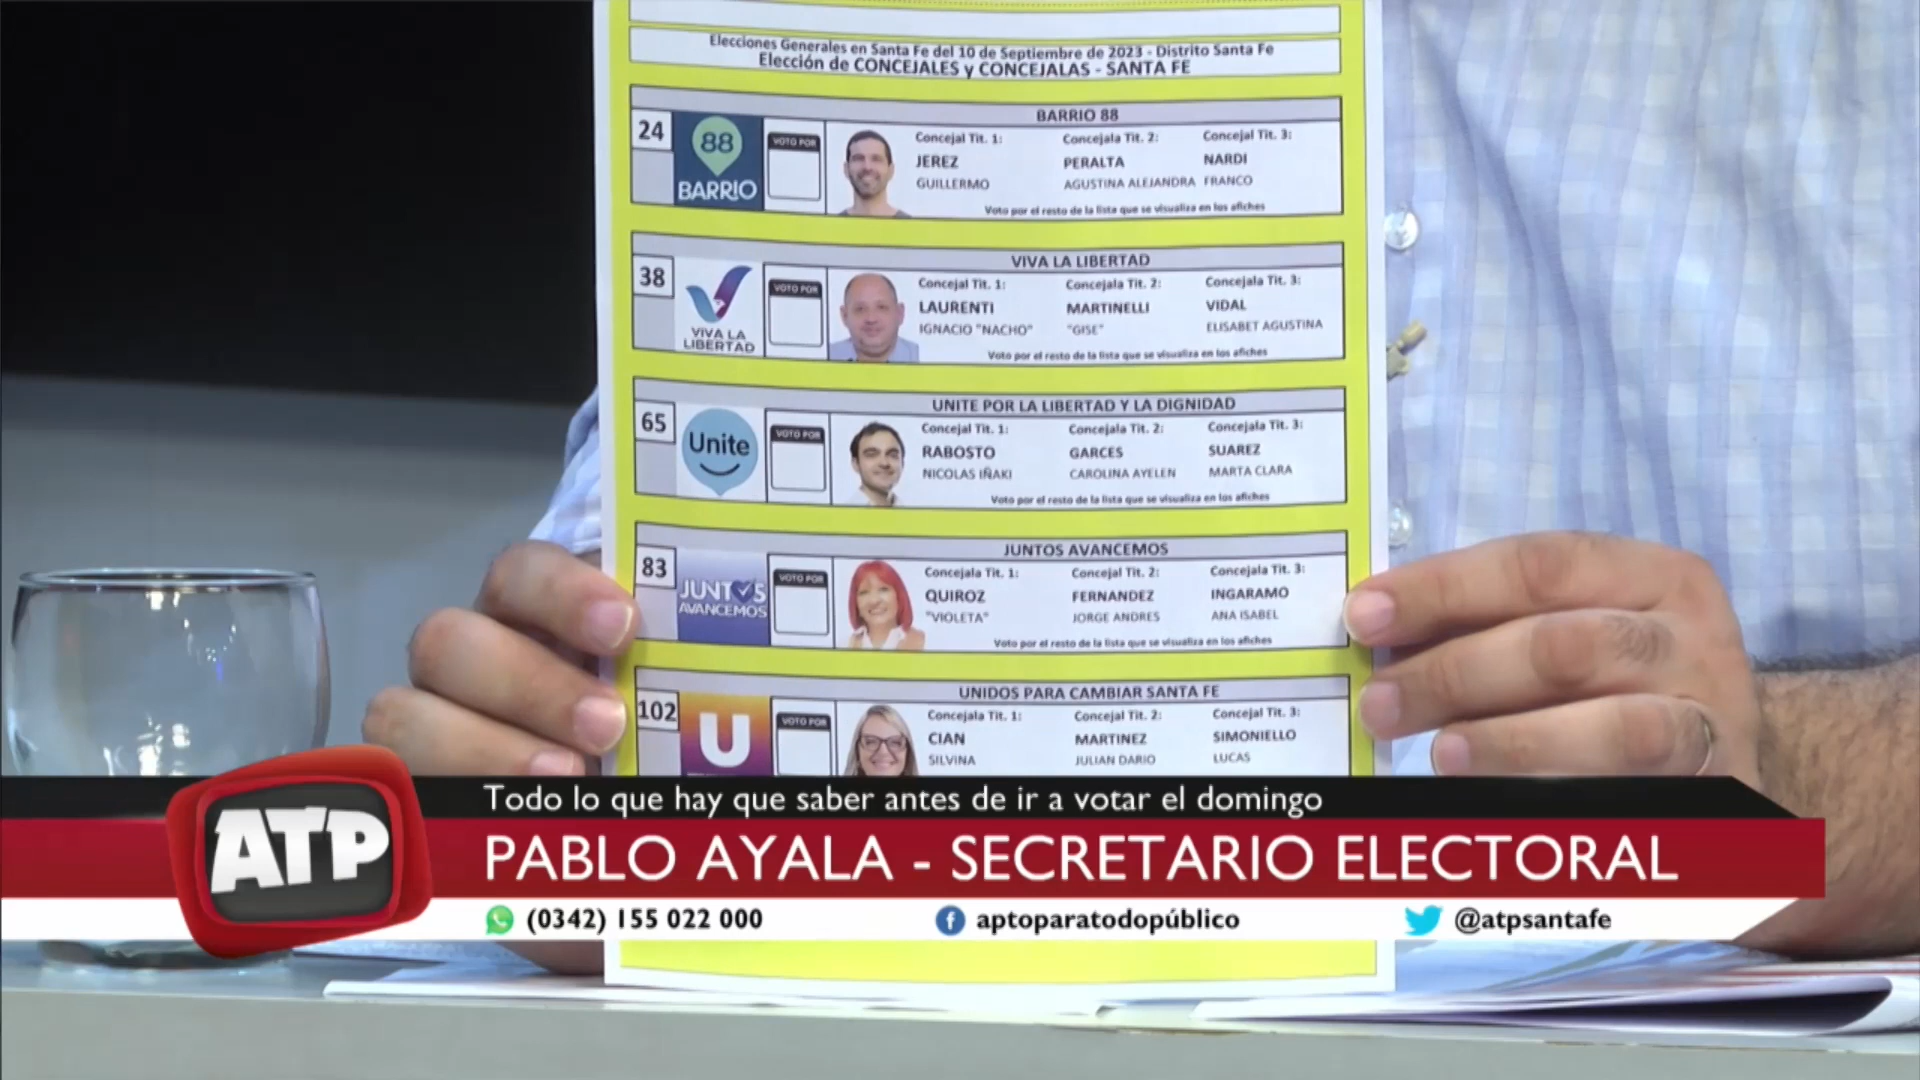 Elecciones Generales en Santa Fe del 10 de Septiembre de 2023 - Distrito Santa Fe
Elección de CONCEJALES y CONCEJALAS - SANTA FE
BARRIO 88
24
88
BARRIO
VOTO POR
Concejal Tit. 1:
JEREZ
GUILLERMO
Concejala Tit. 2:
PERALTA
AGUSTINA ALEJANDRA
Concejal Tit. 3:
NARDI
FRANCO
Voto por el resto de la lista que se visualiza en los afiches
VIVA LA LIBERTAD
38
VIVA LA
LIBERTAD
VOTO POR
Concejal Tit. 1:
LAURENTI
IGNACIO "NACHO"
Concejala Tit. 2:
MARTINELLI
"GISE"
Concejala Tit. 3:
VIDAL
ELISABET AGUSTINA
Voto por el resto de la lista que se visualiza en los afiches
UNITE POR LA LIBERTAD Y LA DIGNIDAD
65
Unite
VOTO POR
Concejal Tit. 1:
RABOSTO
NICOLAS IÑAKI
Concejala Tit. 2:
GARCES
CAROLINA AYELEN
Concejala Tit. 3:
SUAREZ
MARTA CLARA
Voto por el resto de la lista que se visualiza en los afiches
JUNTOS AVANCEMOS
83
JUNTOS
AVANCEMOS
VOTO POR
Concejala Tit. 1:
QUIROZ
"VIOLETA"
Concejal Tit. 2:
FERNANDEZ
JORGE ANDRES
Concejala Tit. 3:
INGARAMO
ANA ISABEL
Voto por el resto de la lista que se visualiza en los afiches
UNIDOS PARA CAMBIAR SANTA FE
102
U
VOTO POR
Concejala Tit. 1:
CIAN
SILVINA
Concejal Tit. 2:
MARTINEZ
JULIAN DARIO
Concejal Tit. 3:
SIMONIELLO
LUCAS
Todo lo que hay que saber antes de ir a votar el domingo
ATP
PABLO AYALA - SECRETARIO ELECTORAL
(0342) 155 022 000
aptoparatodopúblico
@atpsantafe